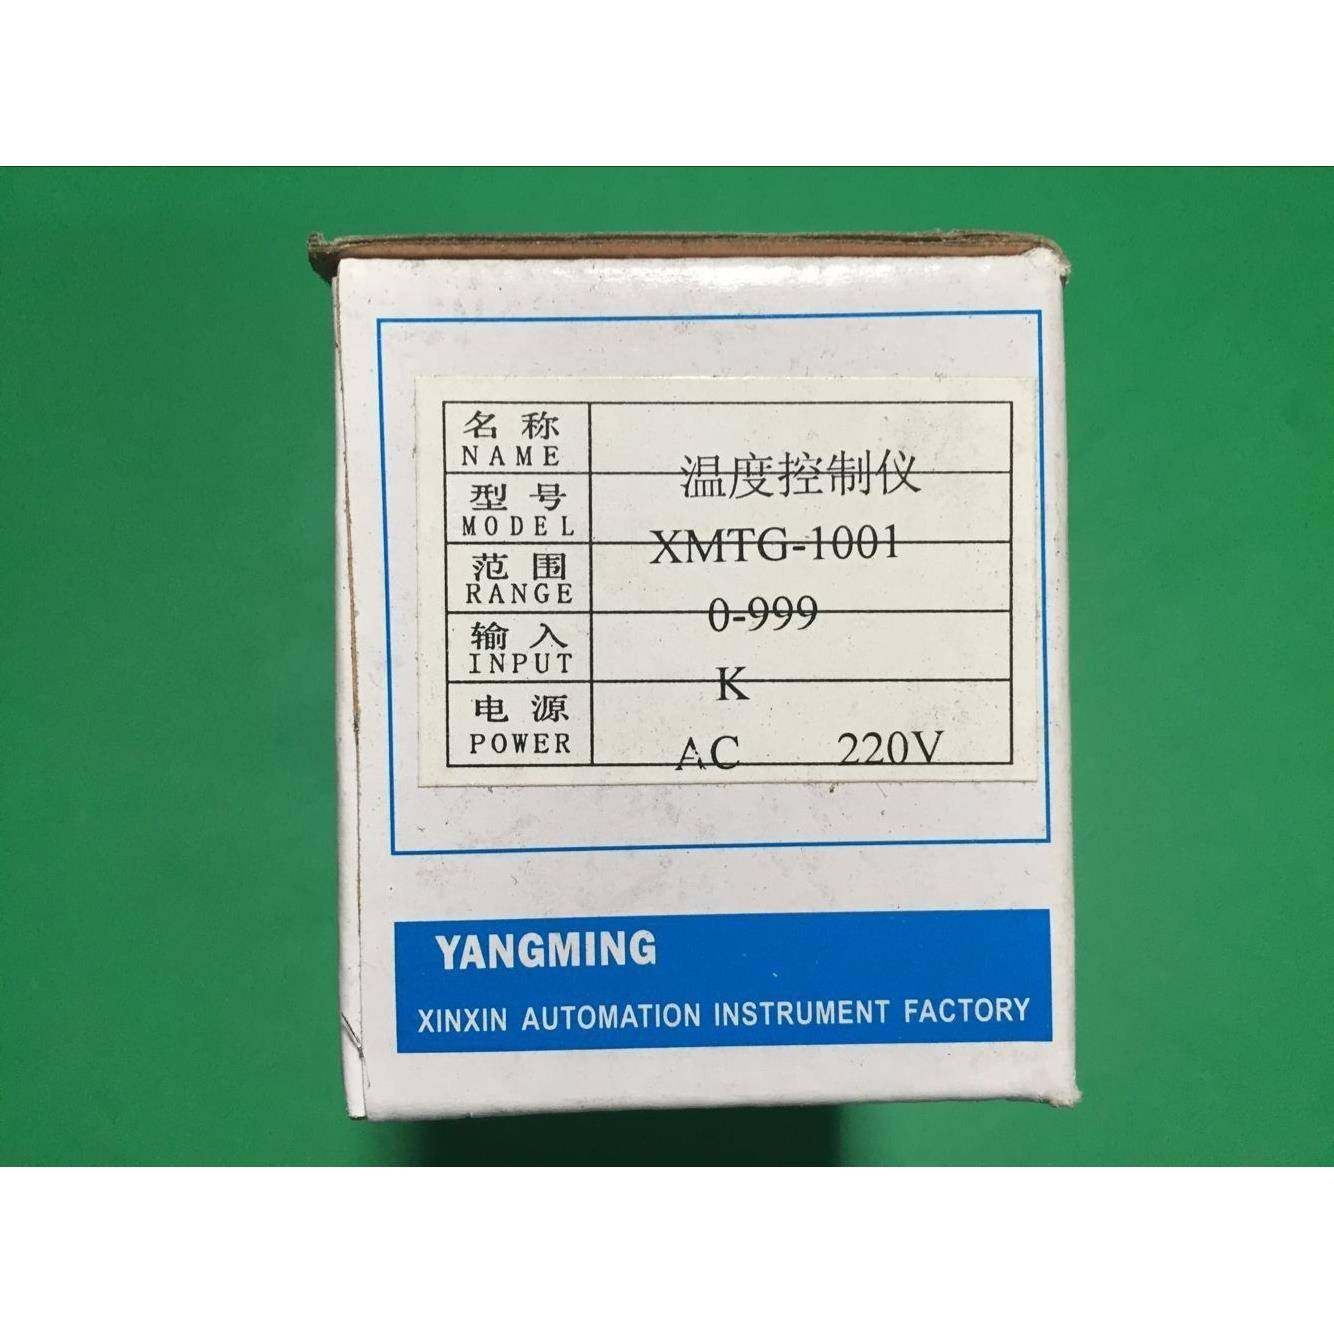 名 称
NAME
温度控制仪
型 号
MODEL
XMTG-1001
范 围
RANGE
0-999
输 入
INPUT
K
电 源
POWER
AC 220V
YANGMING
XINXIN AUTOMATION INSTRUMENT FACTORY